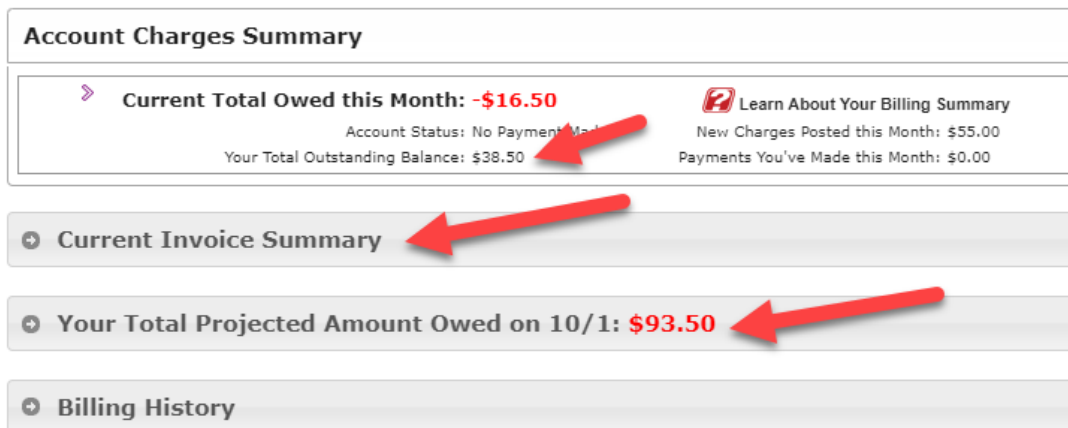 Account Charges Summary
Current Total Owed this Month: -$16.50
Learn About Your Billing Summary
Account Status: No Payment
New Charges Posted this Month: $55.00
Your Total Outstanding Balance: $38.50
Payments You've Made this Month: $0.00
Current Invoice Summary
Your Total Projected Amount Owed on 10/1: $93.50
Billing History